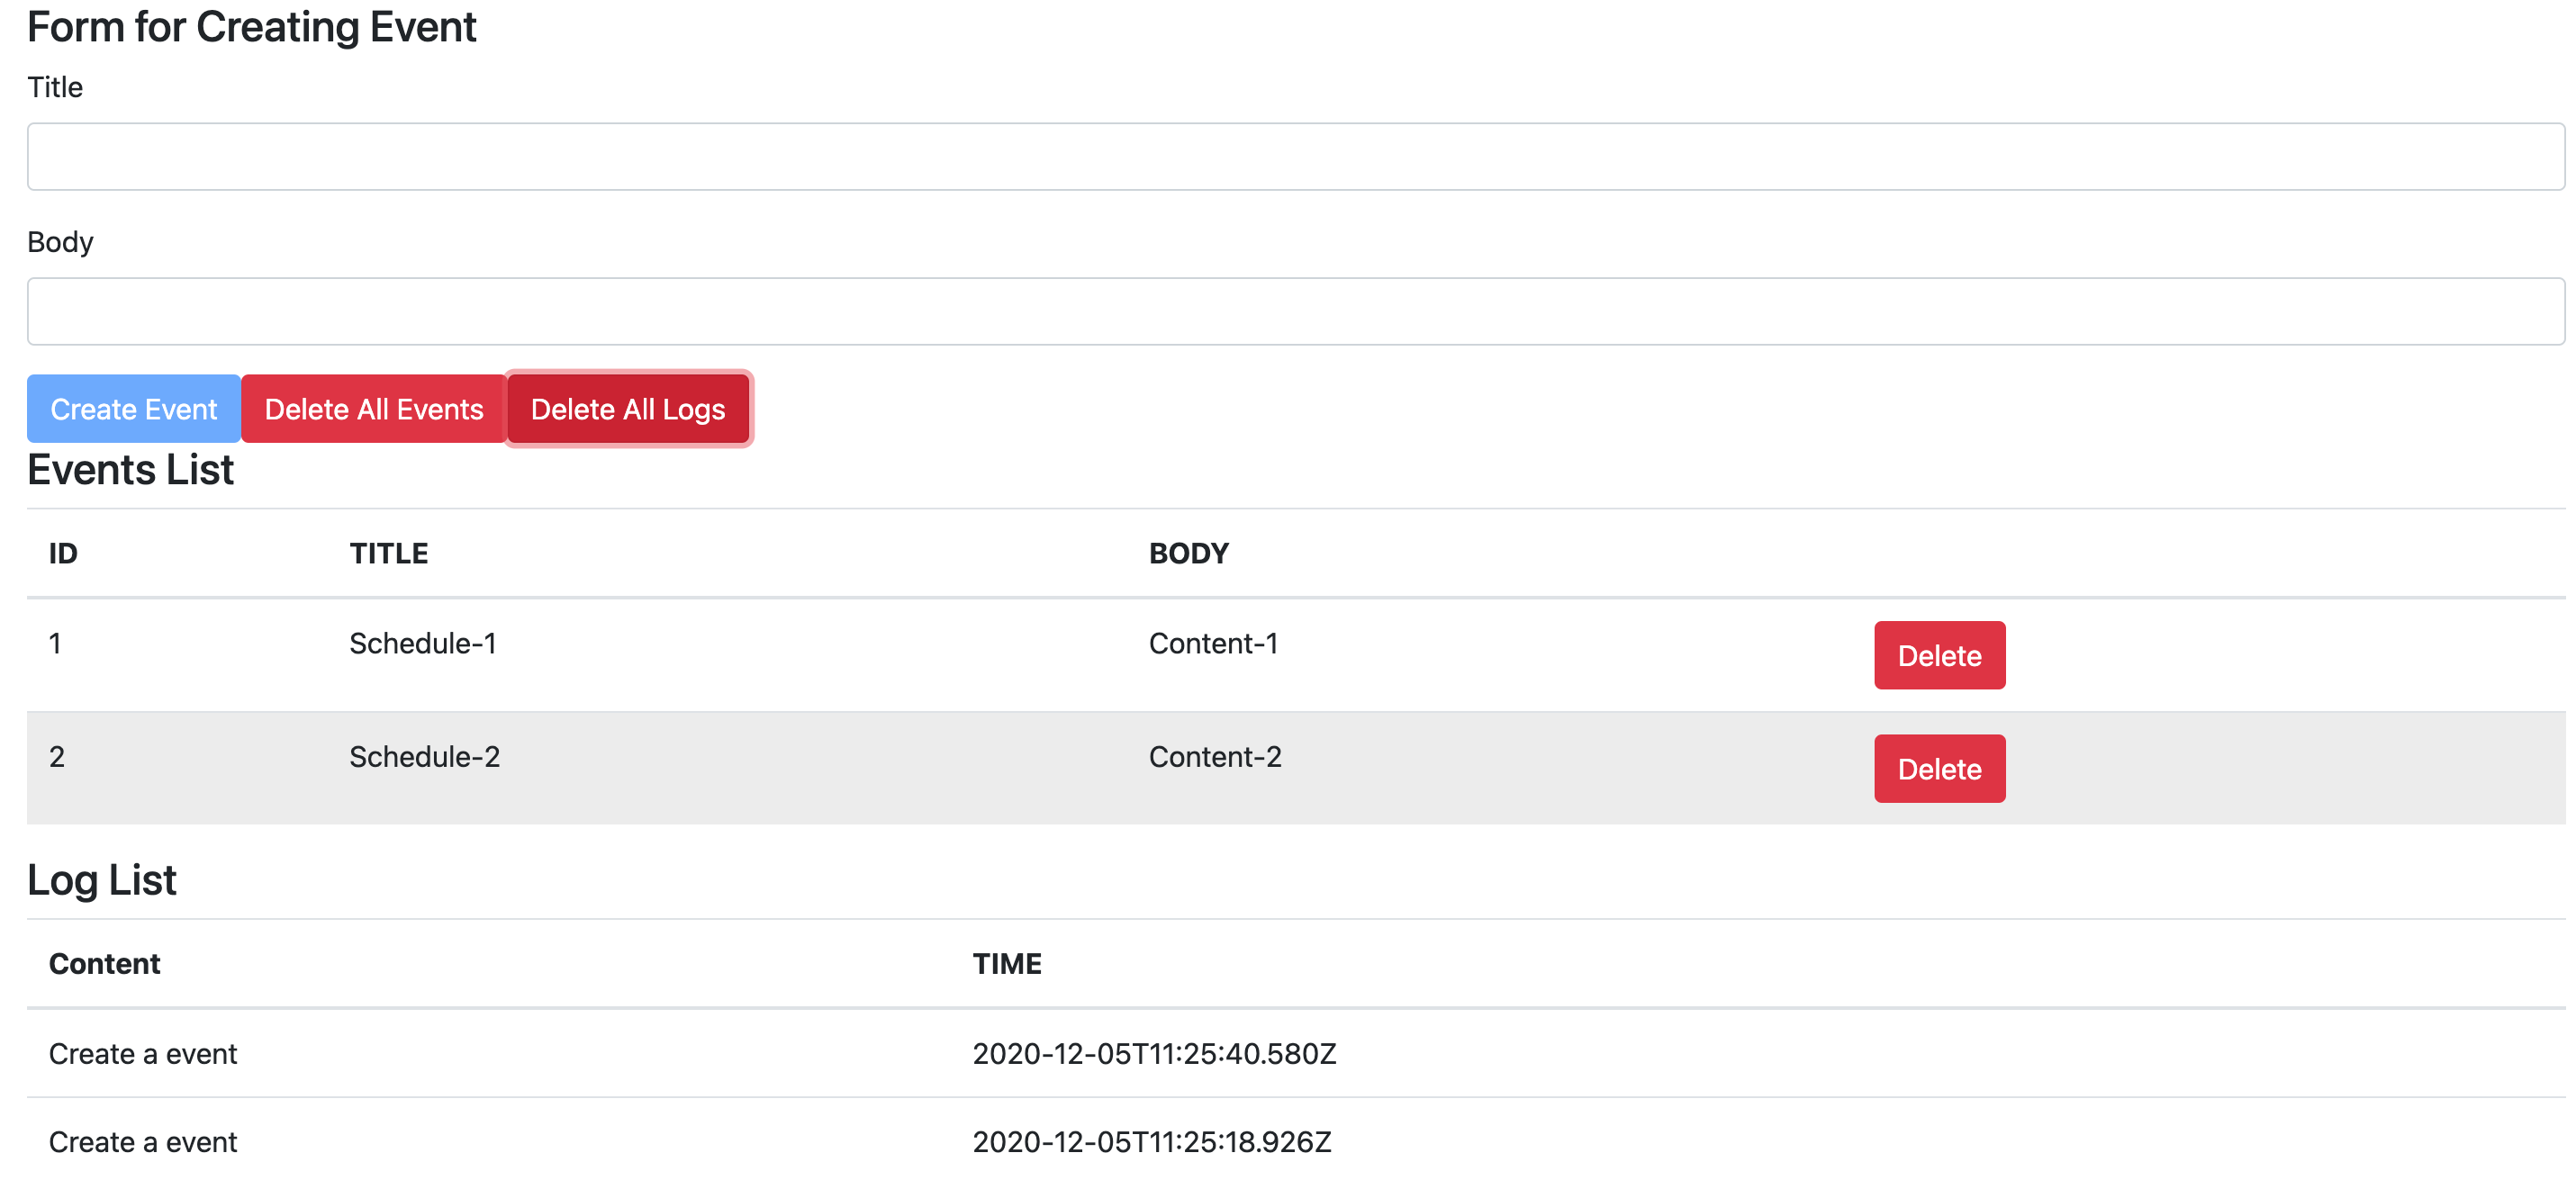 Form for Creating Event
Title
Body
Create Event Delete All Events Delete All Logs
Events List
ID TITLE BODY
1 Schedule-1 Content-1 Delete
2 Schedule-2 Content-2 Delete
Log List
Content TIME
Create a event 2020-12-05T11:25:40.580Z
Create a event 2020-12-05T11:25:18.926Z